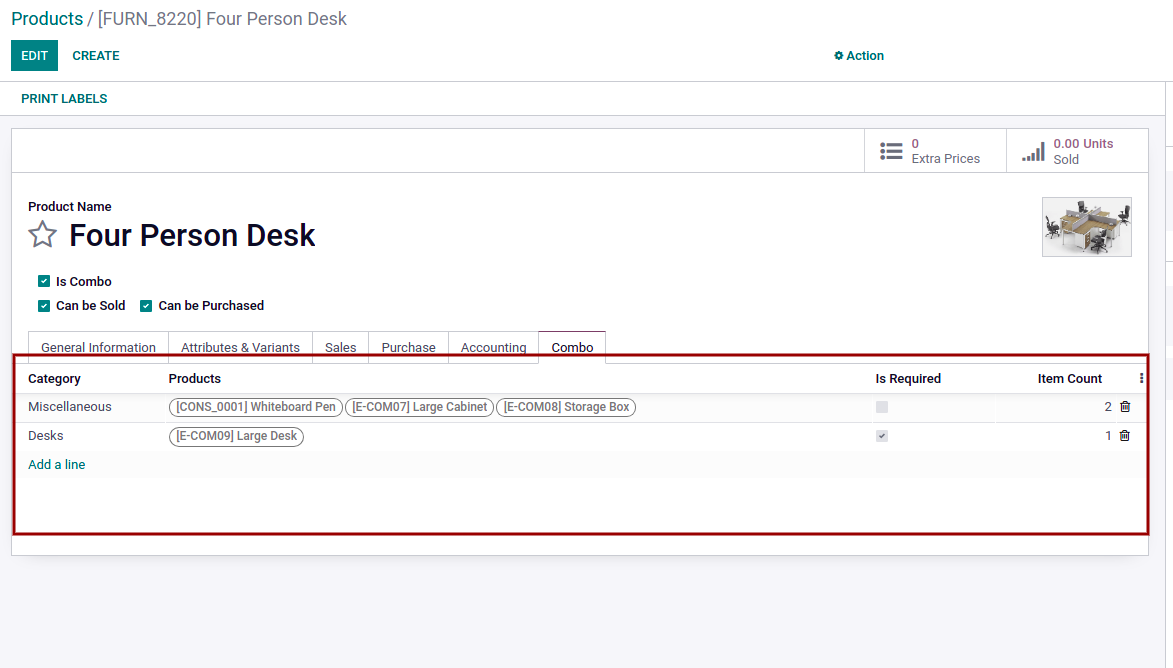 Products / [FURN_8220] Four Person Desk
EDIT CREATE Action
PRINT LABELS
0 Extra Prices
0.00 Units Sold
Product Name
Four Person Desk
Is Combo
Can be Sold Can be Purchased
General Information Attributes & Variants Sales Purchase Accounting Combo
Category Products Is Required Item Count
Miscellaneous [CONS_0001] Whiteboard Pen [E-COM07] Large Cabinet [E-COM08] Storage Box 2
Desks [E-COM09] Large Desk 1
Add a line